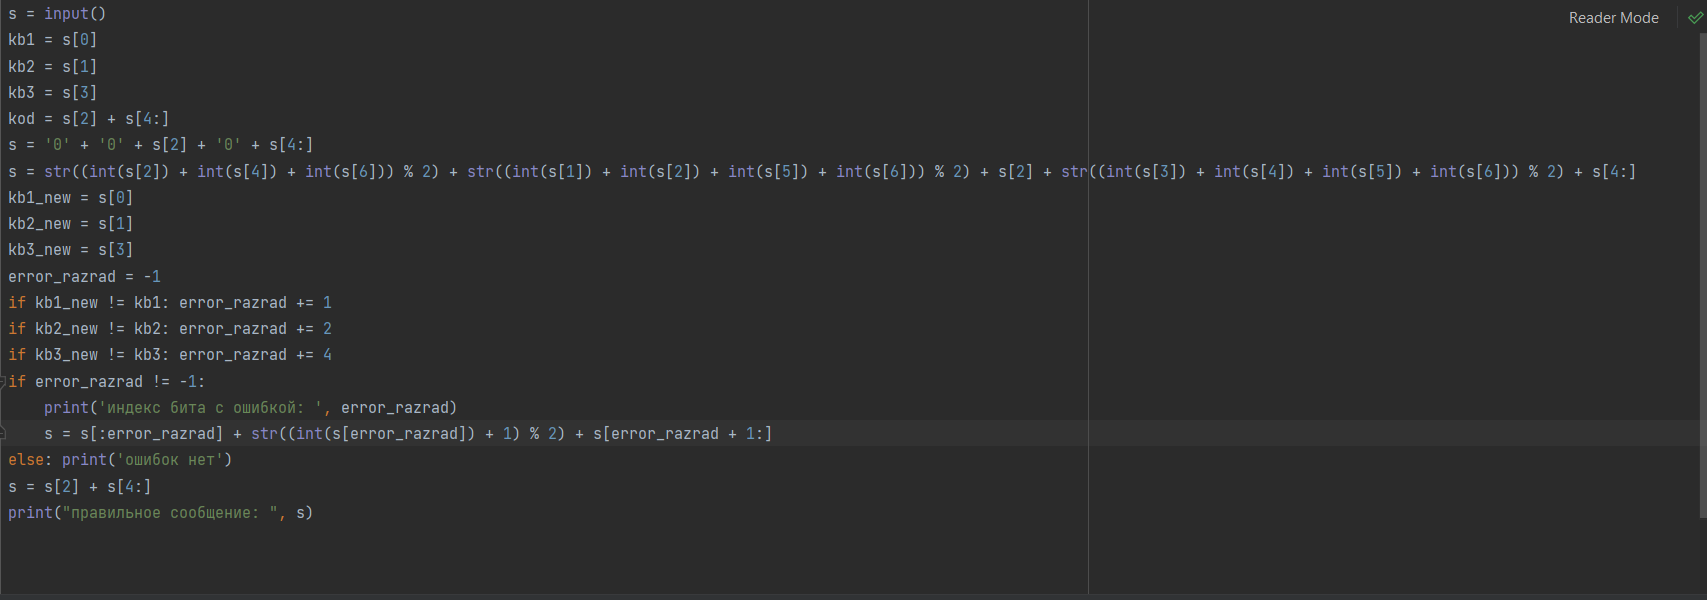 s = input()
Reader Mode
kb1 = s[0]
kb2 = s[1]
kb3 = s[3]
kod = s[2] + s[4:]
s = '0' + '0' + s[2] + '0' + s[4:]
s = str((int(s[2]) + int(s[4]) + int(s[6])) % 2) + str((int(s[1]) + int(s[2]) + int(s[5]) + int(s[6])) % 2) + s[2] + str((int(s[3]) + int(s[4]) + int(s[5]) + int(s[6])) % 2) + s[4:]
kb1_new = s[0]
kb2_new = s[1]
kb3_new = s[3]
error_razrad = -1
if kb1_new != kb1: error_razrad += 1
if kb2_new != kb2: error_razrad += 2
if kb3_new != kb3: error_razrad += 4
if error_razrad != -1:
    print('индекс бита с ошибкой: ', error_razrad)
    s = s[:error_razrad] + str((int(s[error_razrad]) + 1) % 2) + s[error_razrad + 1:]
else: print('ошибок нет')
s = s[2] + s[4:]
print("правильное сообщение: ", s)